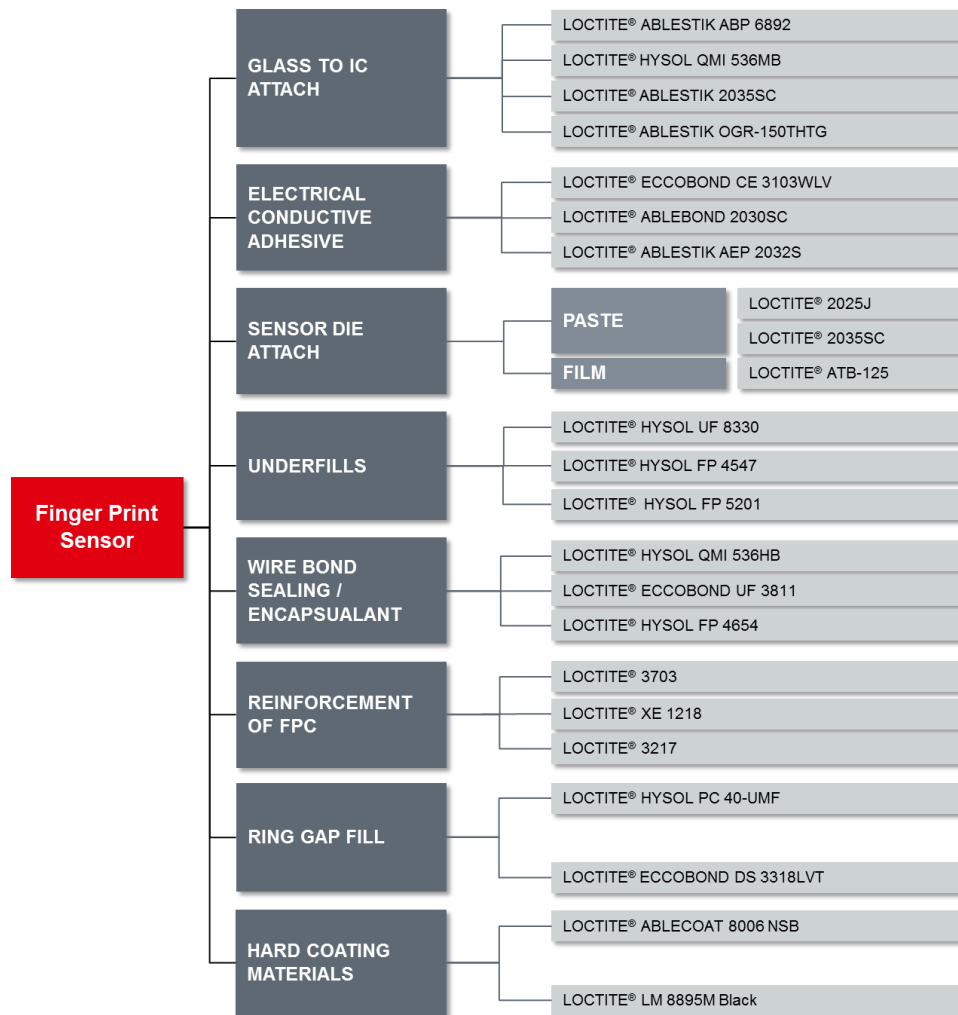 Finger Print
Sensor
GLASS TO IC
ATTACH
LOCTITE® ABLESTIK ABP 6892
LOCTITE® HYSOL QMI 536MB
LOCTITE® ABLESTIK 2035SC
LOCTITE® ABLESTIK OGR-150THTG
ELECTRICAL
CONDUCTIVE
ADHESIVE
LOCTITE® ECCOBOND CE 3103WLV
LOCTITE® ABLEBOND 2030SC
LOCTITE® ABLESTIK AEP 2032S
SENSOR DIE
ATTACH
PASTE
LOCTITE® 2025J
LOCTITE® 2035SC
FILM
LOCTITE® ATB-125
UNDERFILLS
LOCTITE® HYSOL UF 8330
LOCTITE® HYSOL FP 4547
LOCTITE® HYSOL FP 5201
WIRE BOND
SEALING /
ENCAPSUALANT
LOCTITE® HYSOL QMI 536HB
LOCTITE® ECCOBOND UF 3811
LOCTITE® HYSOL FP 4654
REINFORCEMENT
OF FPC
LOCTITE® 3703
LOCTITE® XE 1218
LOCTITE® 3217
RING GAP FILL
LOCTITE® HYSOL PC 40-UMF
LOCTITE® ECCOBOND DS 3318LVT
HARD COATING
MATERIALS
LOCTITE® ABLECOAT 8006 NSB
LOCTITE® LM 8895M Black